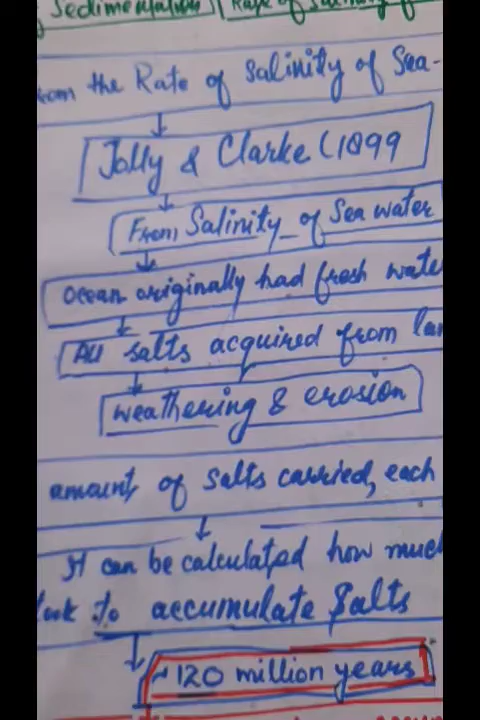 Sedimentation | Rate of Salinity of
from the Rate of Salinity of Sea-
Jolly & Clarke (1899
From Salinity of Sea water
Ocean originally had fresh wate
All salts acquired from lan
weathering & erosion
amount of salts carried, each
It can be calculated how much
took to accumulate salts
~ 120 million years